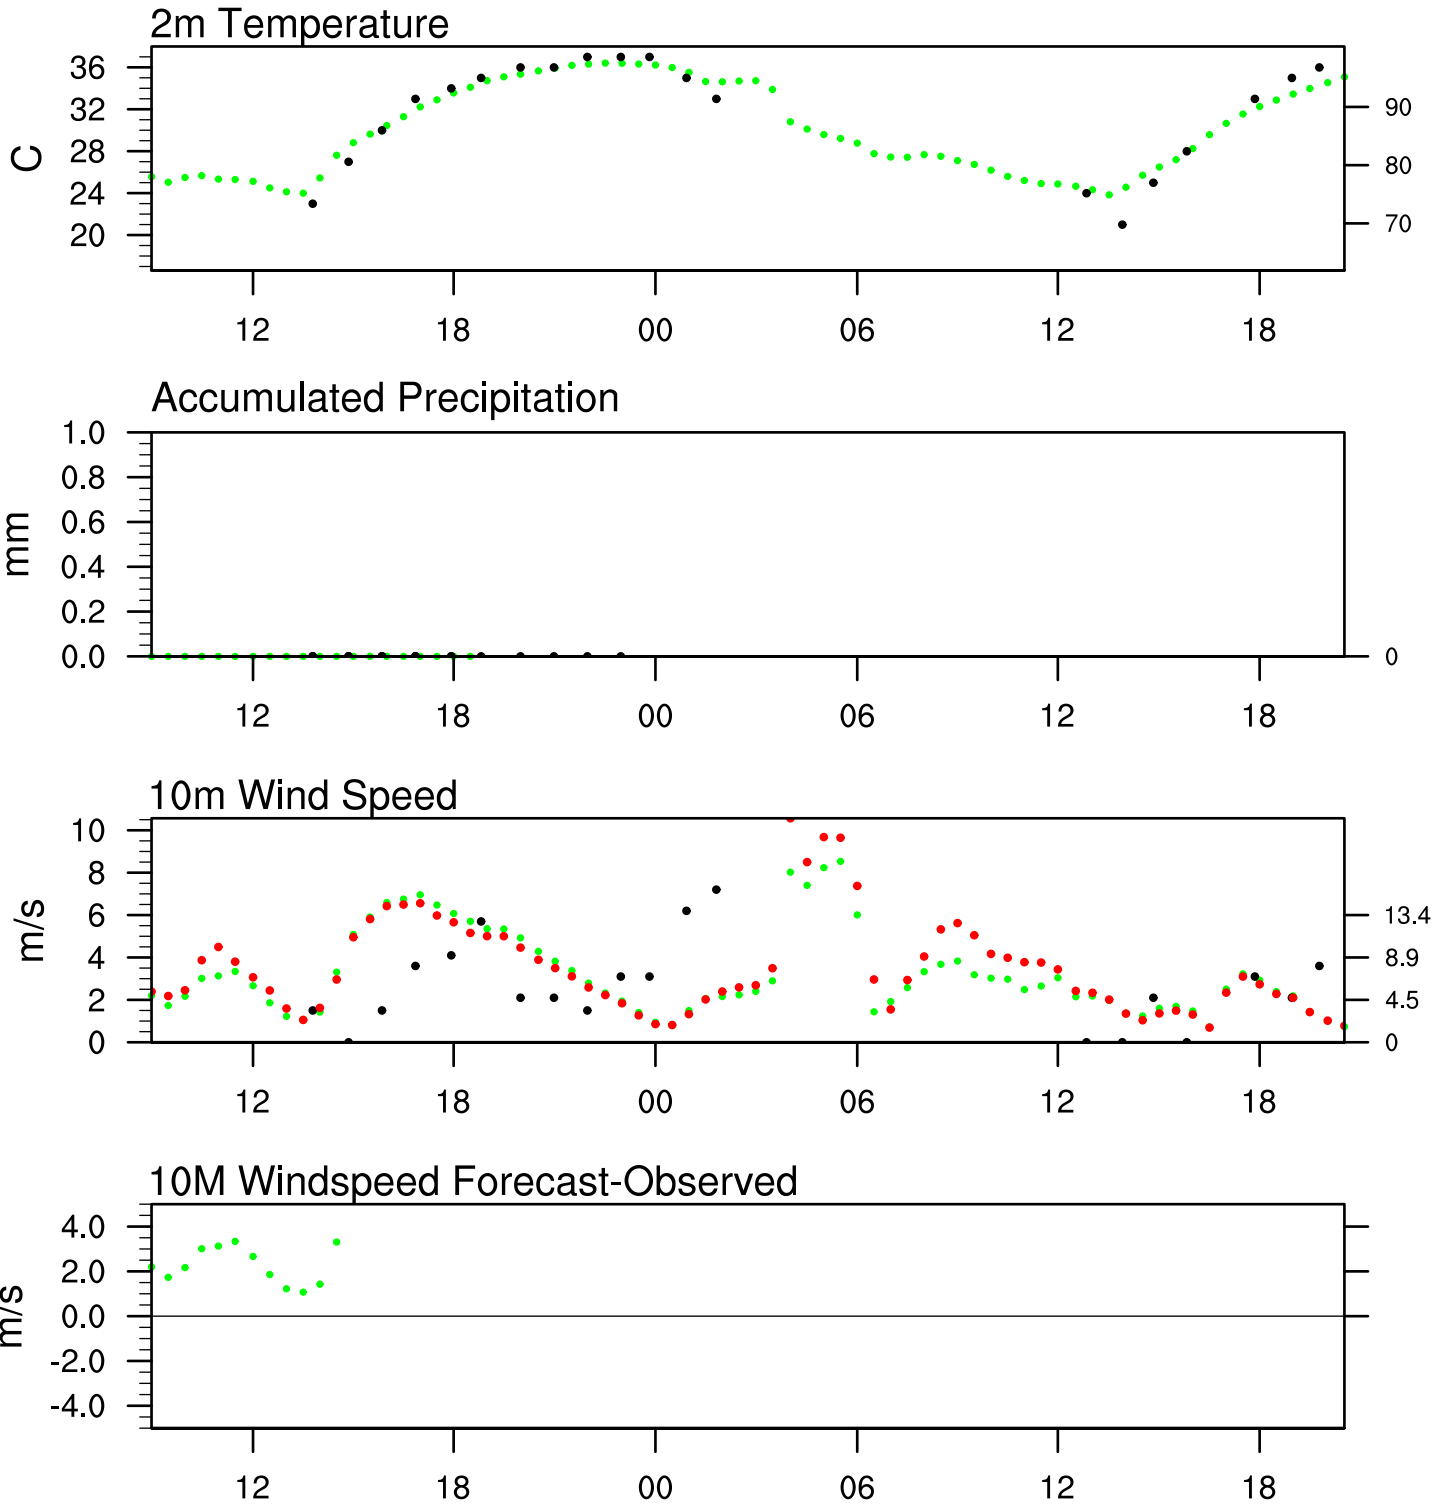 2m Temperature
36
32
28
24
20
C
90
80
70
12 18 00 06 12 18
Accumulated Precipitation
1.0
0.8
0.6
0.4
0.2
0.0
mm
0
12 18 00 06 12 18
10m Wind Speed
10
8
6
4
2
0
m/s
13.4
8.9
4.5
0
12 18 00 06 12 18
10M Windspeed Forecast-Observed
4.0
2.0
0.0
-2.0
-4.0
m/s
12 18 00 06 12 18